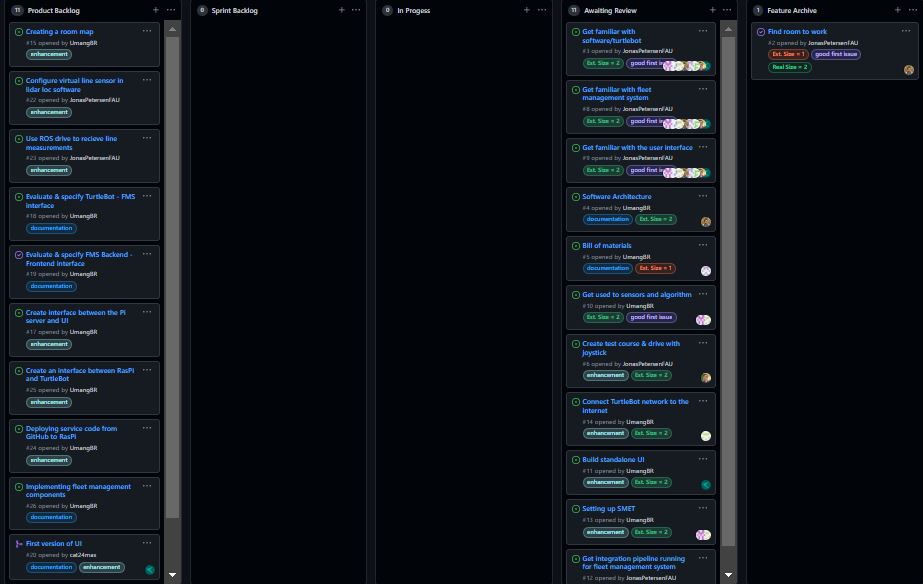 11 Product Backlog
Creating a room map
#15 opened by UmangBR
enhancement
Configure virtual line sensor in
lidar loc software
#22 opened by JonasPetersenFAU
enhancement
Use ROS drive to recieve line
measurements
#23 opened by JonasPetersenFAU
enhancement
Evaluate & specify TurtleBot - FMS
interface
#18 opened by UmangBR
documentation
Evaluate & specify FMS Backend -
Frontend interface
#19 opened by UmangBR
documentation
Create interface between the Pi
server and UI
#17 opened by UmangBR
enhancement
Create an interface between RasPi
and TurtleBot
#25 opened by UmangBR
enhancement
Deploying service code from
GitHub to RasPi
#24 opened by UmangBR
enhancement
Implementing fleet management
components
#26 opened by UmangBR
documentation
First version of UI
#20 opened by cat24max
documentation enhancement
0 Sprint Backlog
0 In Progess
11 Awaiting Review
Get familiar with
software/turtlebot
#3 opened by JonasPetersenFAU
Est. Size = 2 good first
Get familiar with fleet
management system
#8 opened by JonasPetersenFAU
Est. Size = 2 good first
Get familiar with the user interface
#9 opened by JonasPetersenFAU
Est. Size = 2 good first
Software Architecture
#4 opened by UmangBR
documentation Est. Size = 2
Bill of materials
#5 opened by UmangBR
documentation Est. Size = 1
Get used to sensors and algorithm
#10 opened by UmangBR
Est. Size = 2 good first issue
Create test course & drive with
joystick
#6 opened by JonasPetersenFAU
enhancement Est. Size = 2
Connect TurtleBot network to the
internet
#14 opened by UmangBR
enhancement Est. Size = 2
Build standalone UI
#11 opened by UmangBR
enhancement Est. Size = 2
Setting up SMET
#13 opened by UmangBR
enhancement Est. Size = 2
Get integration pipeline running
for fleet management system
#12 opened by JonasPetersenFAU
1 Feature Archive
Find room to work
#2 opened by JonasPetersenFAU
Est. Size = 1 good first issue
Real Size = 2